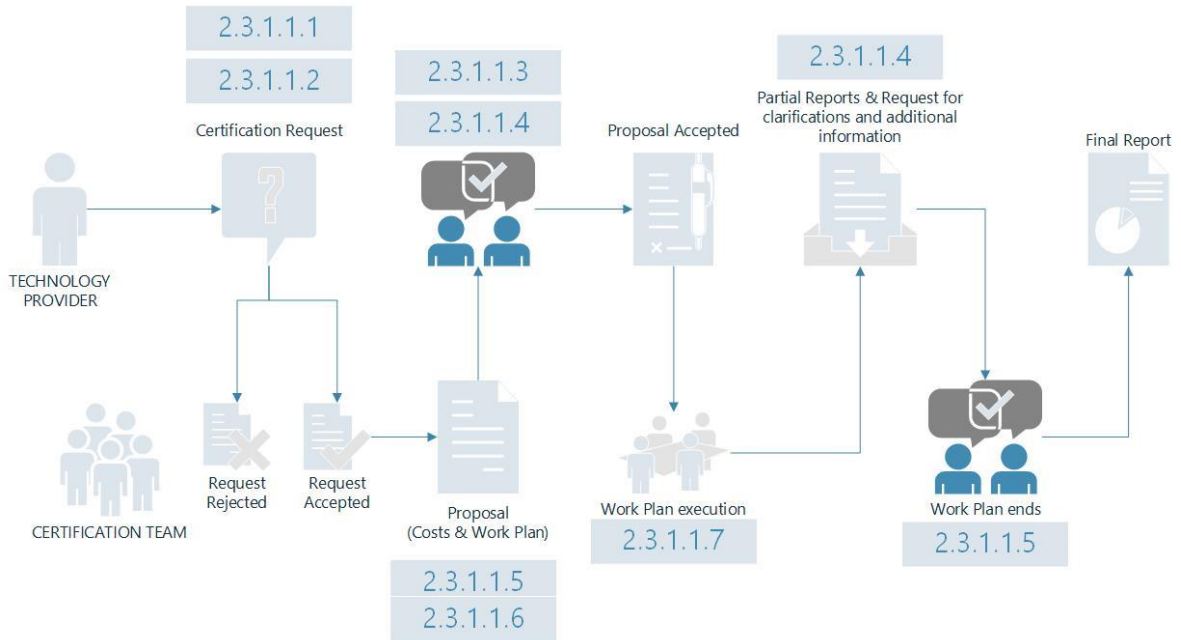 2.3.1.1.1
2.3.1.1.2
Certification Request
2.3.1.1.3
2.3.1.1.4
Proposal Accepted
2.3.1.1.4
Partial Reports & Request for
clarifications and additional
information
Final Report
TECHNOLOGY
PROVIDER
CERTIFICATION TEAM
Request
Rejected
Request
Accepted
Proposal
(Costs & Work Plan)
2.3.1.1.5
2.3.1.1.6
Work Plan execution
2.3.1.1.7
Work Plan ends
2.3.1.1.5